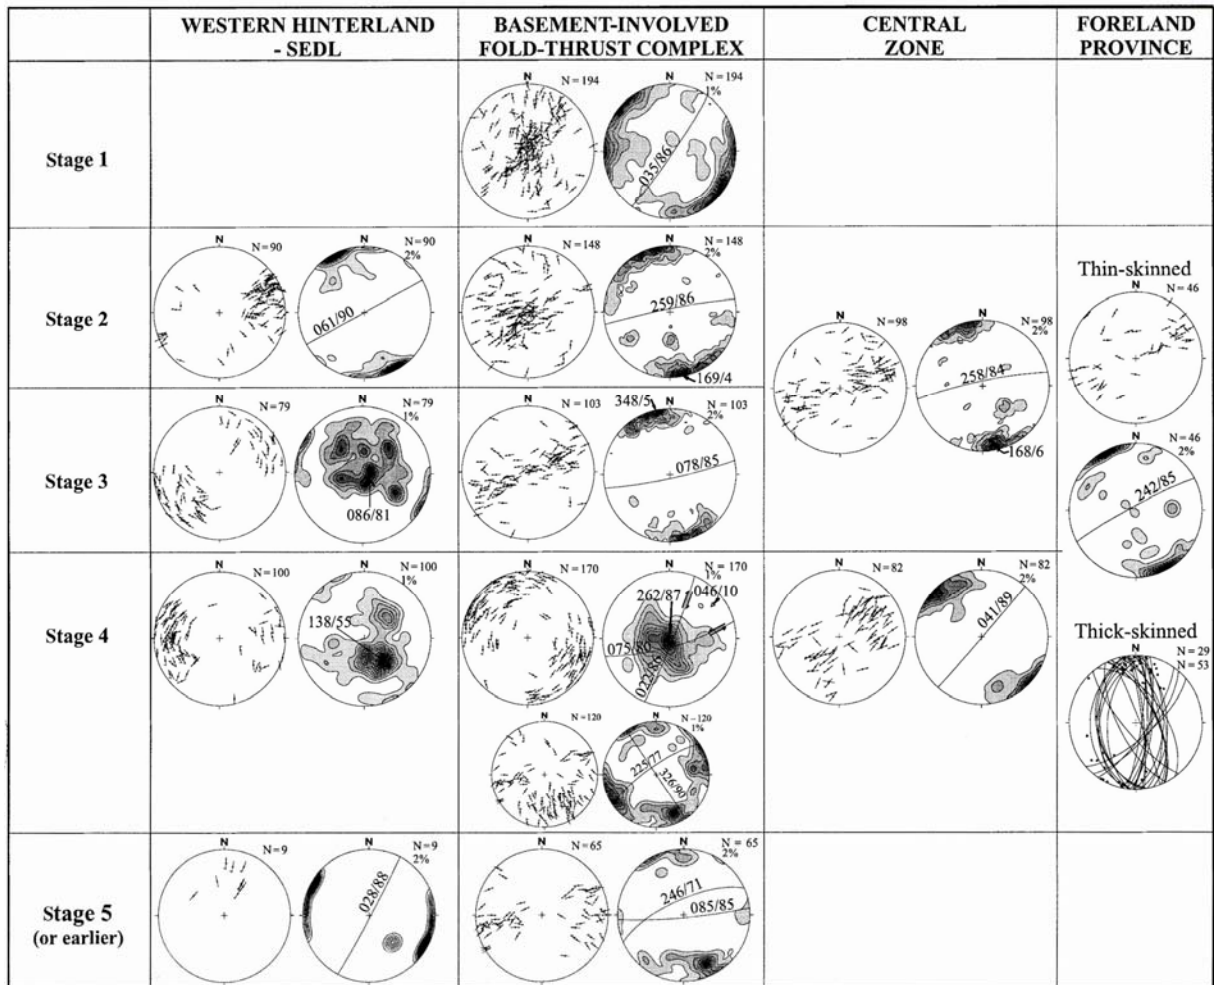 WESTERN HINTERLAND
- SEDL
BASEMENT-INVOLVED
FOLD-THRUST COMPLEX
CENTRAL
ZONE
FORELAND
PROVINCE
Stage 1
N
N = 194
N
N = 194
1%
035/86
Stage 2
N
N=90
N
N=90
2%
061/90
N
N=148
N
N = 148
2%
259/86
169/4
N
N=98
N
N=98
2%
258/84
168/6
Thin-skinned
N
N=46
Stage 3
N
N=79
N
N=79
1%
086/81
N
N=103
348/5
N
N = 103
2%
078/85
N
N=46
2%
242/85
Stage 4
N
N=100
N
N=100
1%
138/55
N
N=170
N
N = 170
1%
262/87
046/10
075/80
022/86
N
N=120
N
N=120
1%
225/77
326/90
N
N=82
N
N=82
2%
041/89
Thick-skinned
N
N=29
N=53
Stage 5
(or earlier)
N
N=9
N
N=9
2%
028/88
N
N=65
N
N = 65
2%
246/71
085/85